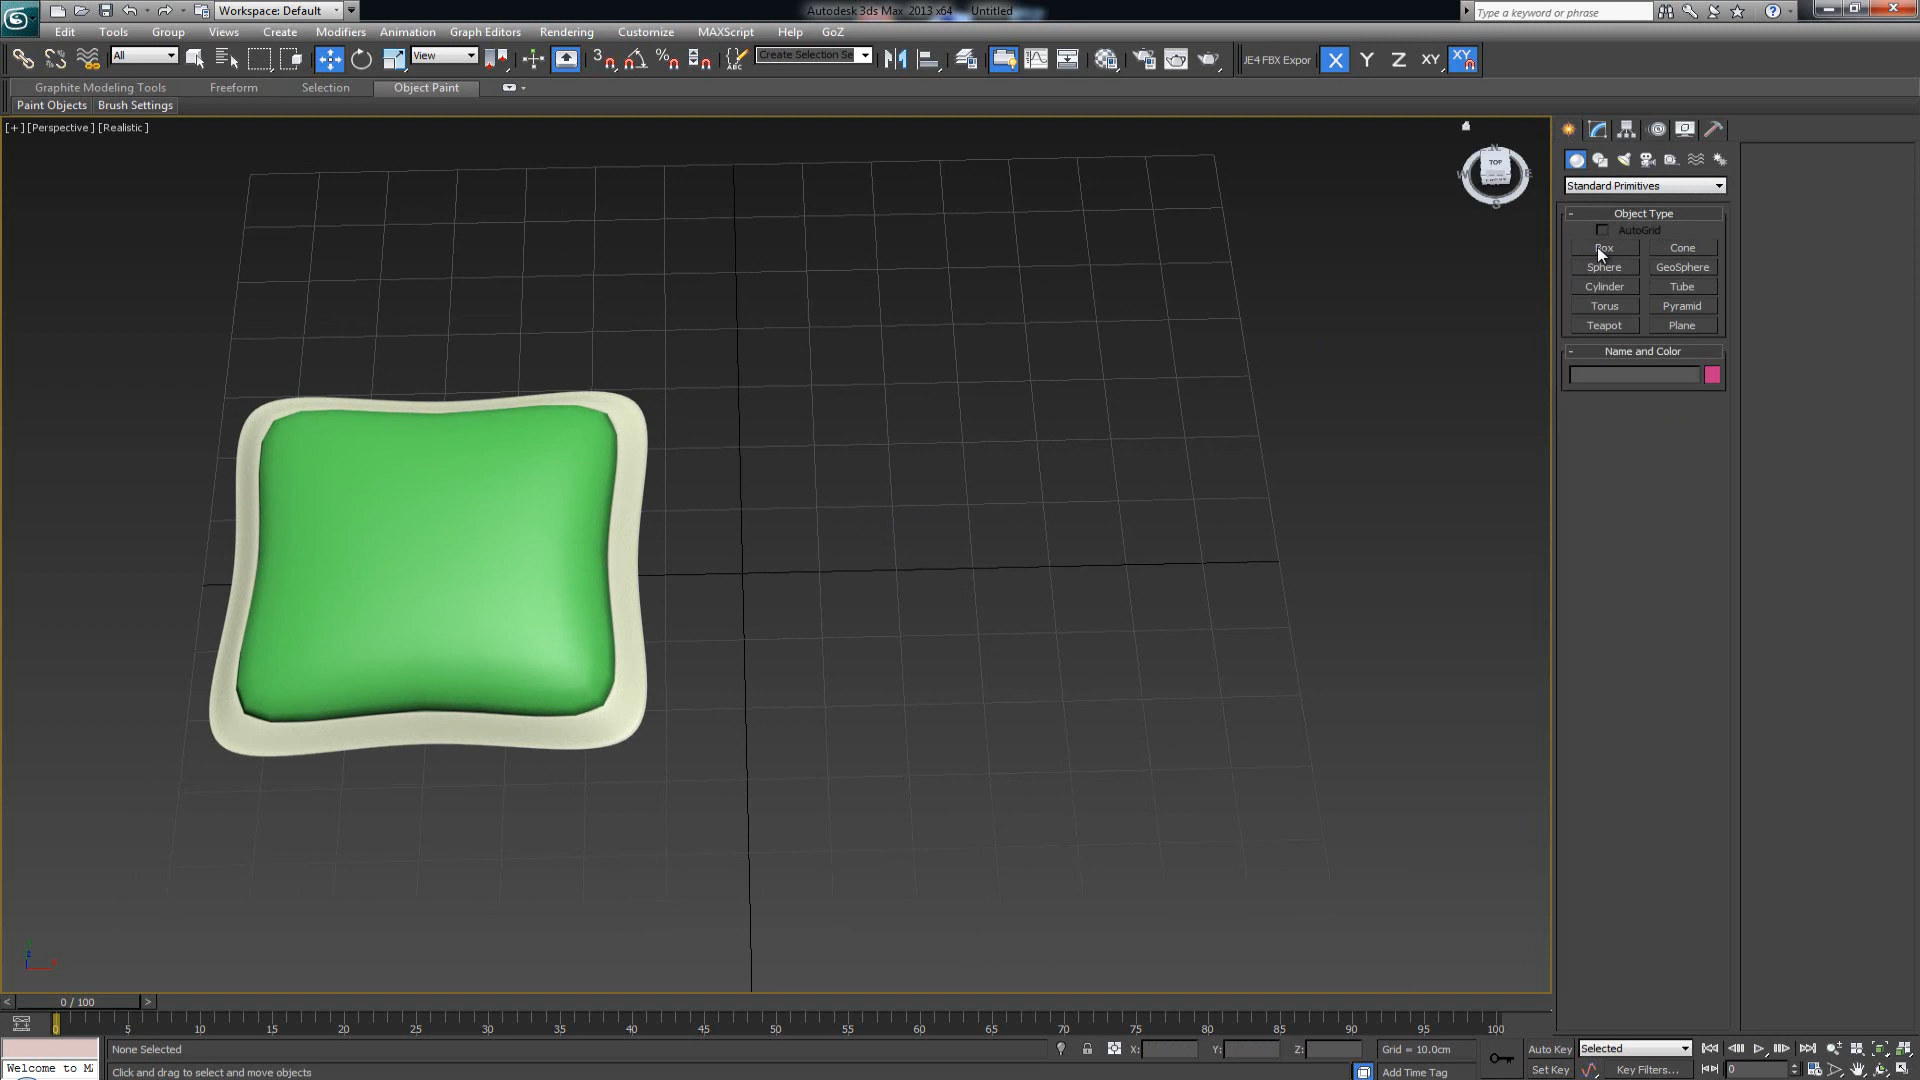 Workspace: Default
Autodesk 3ds Max 2013 x64 Untitled
Type a keyword or phrase
Edit Tools Group Views Create Modifiers Animation Graph Editors Rendering Customize MAXScript Help GoZ
All
View
Create Selection Se
JE4 FBX Expor
X Y Z XY XY
Graphite Modeling Tools Freeform Selection Object Paint
Paint Objects Brush Settings
[+] [Perspective] [Realistic]
N
W TOP E
S
Standard Primitives
- Object Type
AutoGrid
Box Cone
Sphere GeoSphere
Cylinder Tube
Torus Pyramid
Teapot Plane
- Name and Color
z
x
< 0 / 100 >
0 5 10 15 20 25 30 35 40 45 50 55 60 65 70 75 80 85 90 95 100
None Selected
X: Y: Z:
Grid = 10.0cm
Auto Key
Selected
Welcome to M
Click and drag to select and move objects
Add Time Tag
Set Key
Key Filters...
0